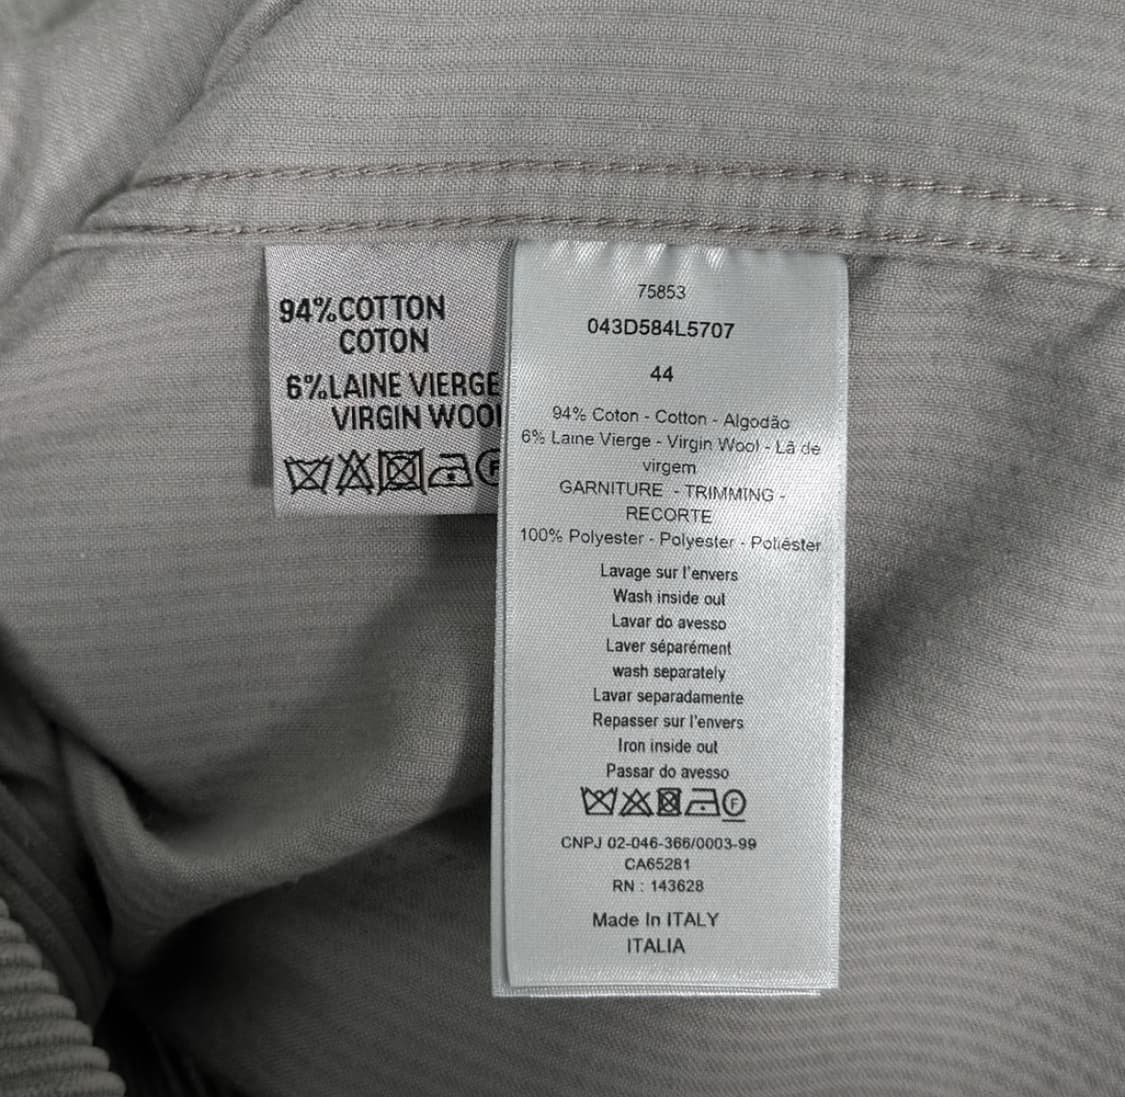 94%COTTON
COTON
6%LAINE VIERGE
VIRGIN WOOL
75853
043D584L5707
44
94% Coton - Cotton - Algodão
6% Laine Vierge - Virgin Wool - Lã de
virgem
GARNITURE - TRIMMING -
RECORTE
100% Polyester - Polyester - Poliéster
Lavage sur l'envers
Wash inside out
Lavar do avesso
Laver séparément
wash separately
Lavar separadamente
Repasser sur l'envers
Iron inside out
Passar do avesso
F
CNPJ 02-046-366/0003-99
CA65281
RN : 143628
Made In ITALY
ITALIA